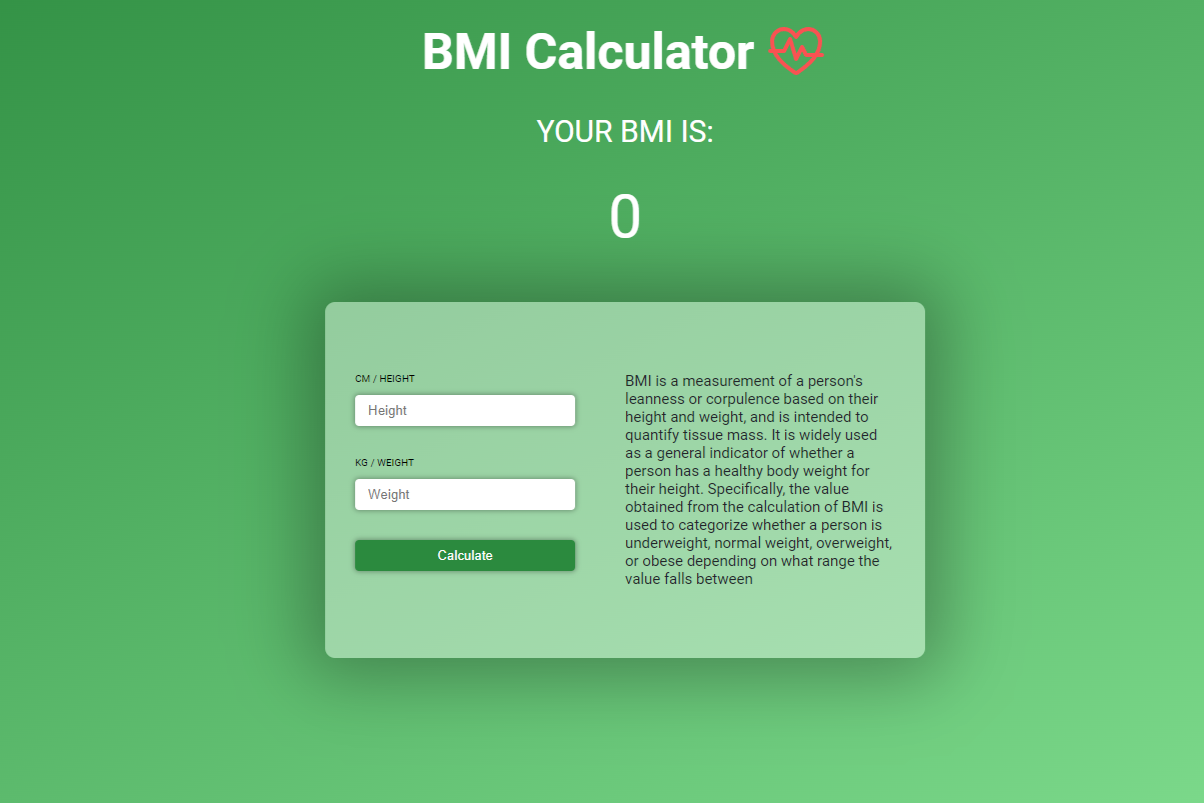 BMI Calculator
YOUR BMI IS:
0
CM / HEIGHT
Height
KG / WEIGHT
Weight
Calculate
BMI is a measurement of a person's
leanness or corpulence based on their
height and weight, and is intended to
quantify tissue mass. It is widely used
as a general indicator of whether a
person has a healthy body weight for
their height. Specifically, the value
obtained from the calculation of BMI is
used to categorize whether a person is
underweight, normal weight, overweight,
or obese depending on what range the
value falls between